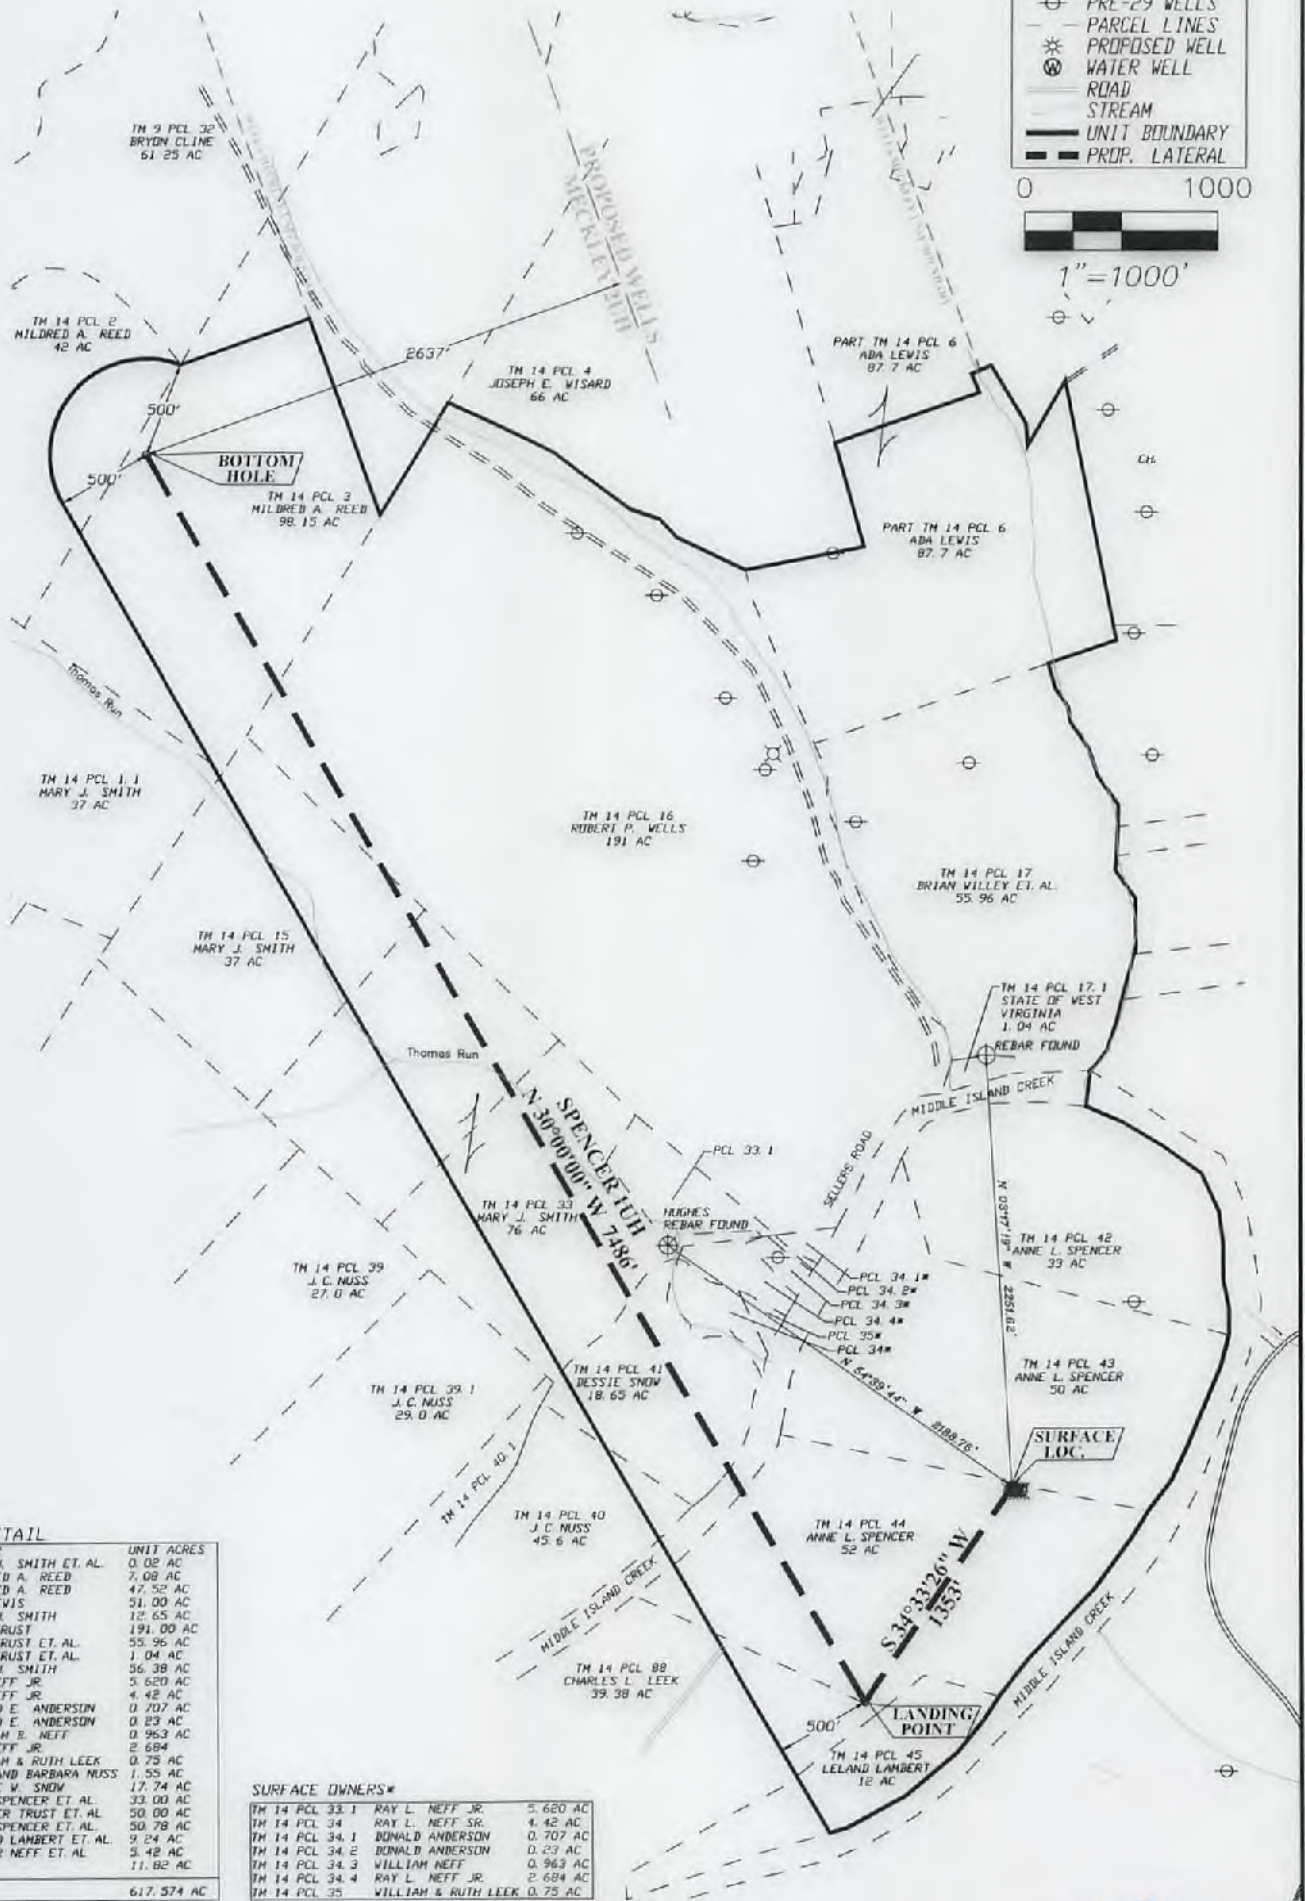 PRE-29 WELLS
PARCEL LINES
PROPOSED WELL
WATER WELL
ROAD
STREAM
UNIT BOUNDARY
PROP. LATERAL
0 1000
1"=1000'
TM 9 PCL 32
BRYON CLINE
61.25 AC
PROPOSED WELLS
MECKLEY 2UH
TM 14 PCL 2
MILDRED A. REED
42 AC
2637'
TM 14 PCL 4
JOSEPH E. WISARD
66 AC
PART TM 14 PCL 6
ADA LEWIS
87.7 AC
500'
500'
BOTTOM
HOLE
TM 14 PCL 3
MILDRED A. REED
98.15 AC
CH.
PART TM 14 PCL 6
ADA LEWIS
87.7 AC
Thomas Run
TM 14 PCL 1.1
MARY J. SMITH
37 AC
TM 14 PCL 16
ROBERT P. WELLS
191 AC
TM 14 PCL 17
BRIAN WILLEY ET. AL.
55.96 AC
TM 14 PCL 15
MARY J. SMITH
37 AC
TM 14 PCL 17.1
STATE OF WEST
VIRGINIA
1.04 AC
REBAR FOUND
Thomas Run
MIDDLE ISLAND CREEK
SPENCER 1UH
N 30°00'00" W 7486'
SELLERS ROAD
PCL 33.1
TM 14 PCL 33
MARY J. SMITH
76 AC
HUGHES
REBAR FOUND
N 03°17'19" W 2251.62'
TM 14 PCL 42
ANNE L. SPENCER
33 AC
TM 14 PCL 39
J.C. NUSS
27.0 AC
PCL 34.1*
PCL 34.2*
PCL 34.3*
PCL 34.4*
PCL 35*
PCL 34*
N 54°39'44" W 2188.76'
TM 14 PCL 41
DESSIE SNOW
18.65 AC
TM 14 PCL 43
ANNE L. SPENCER
50 AC
TM 14 PCL 39.1
J.C. NUSS
29.0 AC
SURFACE
LOC.
TM 14 PCL 40.1
TM 14 PCL 40
J.C. NUSS
45.6 AC
TM 14 PCL 44
ANNE L. SPENCER
52 AC
S 34°33'26" W
1353'
MIDDLE ISLAND CREEK
MIDDLE ISLAND CREEK
TM 14 PCL 88
CHARLES L. LEEK
39.38 AC
LANDING
POINT
500'
TM 14 PCL 45
LELAND LAMBERT
12 AC
TAIL
UNIT ACRES
SMITH ET. AL. 0.02 AC
D A. REED 7.08 AC
D A. REED 47.52 AC
WIS 51.00 AC
SMITH 12.65 AC
RUST 191.00 AC
RUST ET. AL. 55.96 AC
RUST ET. AL. 1.04 AC
SMITH 56.38 AC
FF JR. 5.620 AC
FF JR. 4.42 AC
E. ANDERSON 0.707 AC
E. ANDERSON 0.23 AC
M B. NEFF 0.963 AC
FF JR. 2.684
M & RUTH LEEK 0.75 AC
AND BARBARA NUSS 1.55 AC
W. SNOW 17.74 AC
SPENCER ET. AL. 33.00 AC
ER TRUST ET. AL 50.00 AC
SPENCER ET. AL. 50.78 AC
LAMBERT ET. AL. 9.24 AC
NEFF ET. AL 5.42 AC
11.82 AC
617.574 AC
SURFACE OWNERS*
TM 14 PCL 33.1 RAY L. NEFF JR. 5.620 AC
TM 14 PCL 34 RAY L. NEFF SR. 4.42 AC
TM 14 PCL 34.1 DONALD ANDERSON 0.707 AC
TM 14 PCL 34.2 DONALD ANDERSON 0.23 AC
TM 14 PCL 34.3 WILLIAM NEFF 0.963 AC
TM 14 PCL 34.4 RAY L. NEFF JR. 2.684 AC
TM 14 PCL 35 WILLIAM & RUTH LEEK 0.75 AC